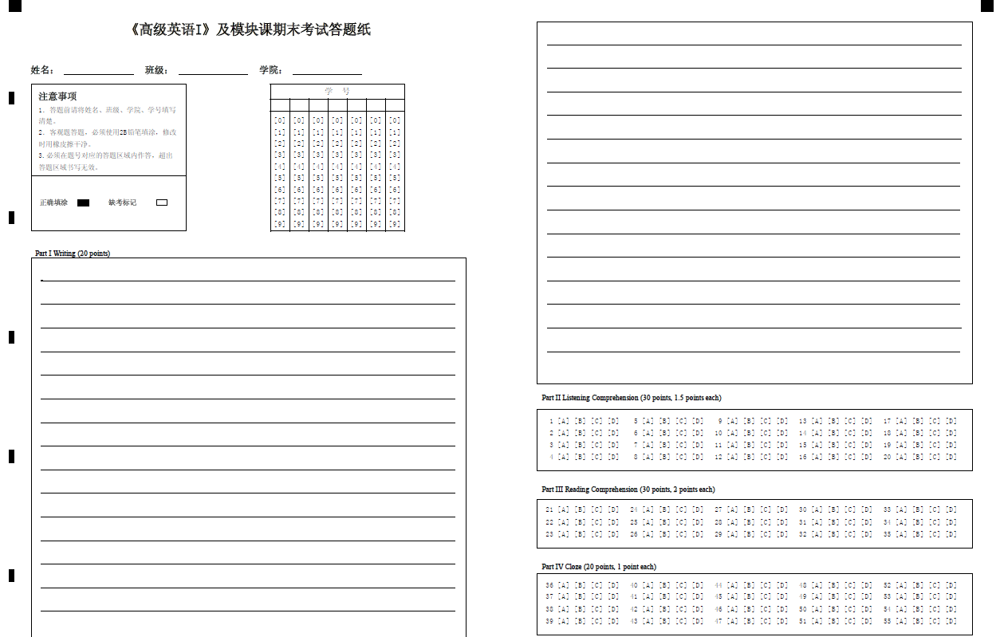 《高级英语I》及模块课期末考试答题纸
姓名： 班级： 学院：
注意事项
1. 答题前请将姓名、班级、学院、学号填写
清楚。
2. 客观题答题，必须使用2B铅笔填涂，修改
时用橡皮擦干净。
3. 必须在题号对应的答题区域内作答，超出
答题区域书写无效。
正确填涂 缺考标记
学 号
[0] [0] [0] [0] [0] [0] [0]
[1] [1] [1] [1] [1] [1] [1]
[2] [2] [2] [2] [2] [2] [2]
[3] [3] [3] [3] [3] [3] [3]
[4] [4] [4] [4] [4] [4] [4]
[5] [5] [5] [5] [5] [5] [5]
[6] [6] [6] [6] [6] [6] [6]
[7] [7] [7] [7] [7] [7] [7]
[8] [8] [8] [8] [8] [8] [8]
[9] [9] [9] [9] [9] [9] [9]
Part I Writing (20 points)
Part II Listening Comprehension (30 points, 1.5 points each)
1 [A] [B] [C] [D] 5 [A] [B] [C] [D] 9 [A] [B] [C] [D] 13 [A] [B] [C] [D] 17 [A] [B] [C] [D]
2 [A] [B] [C] [D] 6 [A] [B] [C] [D] 10 [A] [B] [C] [D] 14 [A] [B] [C] [D] 18 [A] [B] [C] [D]
3 [A] [B] [C] [D] 7 [A] [B] [C] [D] 11 [A] [B] [C] [D] 15 [A] [B] [C] [D] 19 [A] [B] [C] [D]
4 [A] [B] [C] [D] 8 [A] [B] [C] [D] 12 [A] [B] [C] [D] 16 [A] [B] [C] [D] 20 [A] [B] [C] [D]
Part III Reading Comprehension (30 points, 2 points each)
21 [A] [B] [C] [D] 24 [A] [B] [C] [D] 27 [A] [B] [C] [D] 30 [A] [B] [C] [D] 33 [A] [B] [C] [D]
22 [A] [B] [C] [D] 25 [A] [B] [C] [D] 28 [A] [B] [C] [D] 31 [A] [B] [C] [D] 34 [A] [B] [C] [D]
23 [A] [B] [C] [D] 26 [A] [B] [C] [D] 29 [A] [B] [C] [D] 32 [A] [B] [C] [D] 35 [A] [B] [C] [D]
Part IV Cloze (20 points, 1 point each)
36 [A] [B] [C] [D] 40 [A] [B] [C] [D] 44 [A] [B] [C] [D] 48 [A] [B] [C] [D] 52 [A] [B] [C] [D]
37 [A] [B] [C] [D] 41 [A] [B] [C] [D] 45 [A] [B] [C] [D] 49 [A] [B] [C] [D] 53 [A] [B] [C] [D]
38 [A] [B] [C] [D] 42 [A] [B] [C] [D] 46 [A] [B] [C] [D] 50 [A] [B] [C] [D] 54 [A] [B] [C] [D]
39 [A] [B] [C] [D] 43 [A] [B] [C] [D] 47 [A] [B] [C] [D] 51 [A] [B] [C] [D] 55 [A] [B] [C] [D]